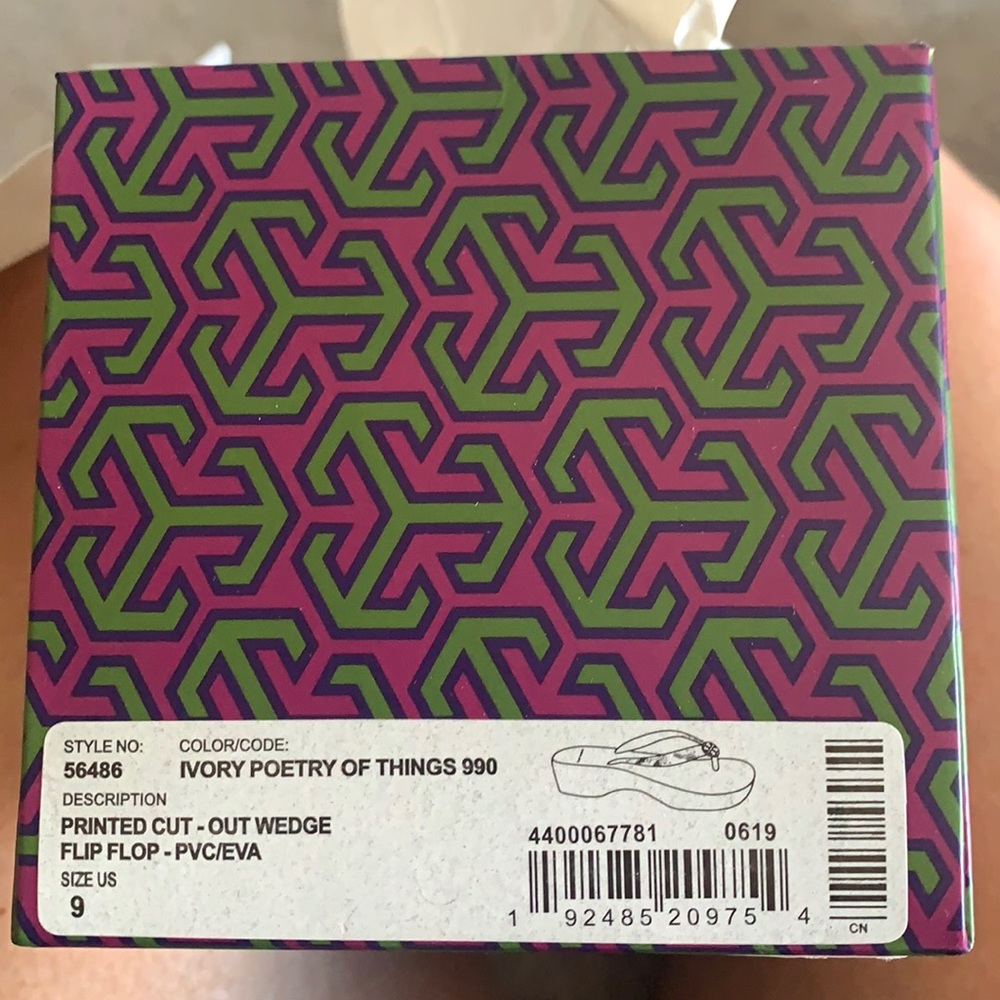 STYLE NO: COLOR/CODE:
56486 IVORY POETRY OF THINGS 990
DESCRIPTION
PRINTED CUT - OUT WEDGE
FLIP FLOP - PVC/EVA
SIZE US
9
4400067781 0619
1 92485 20975 4
CN